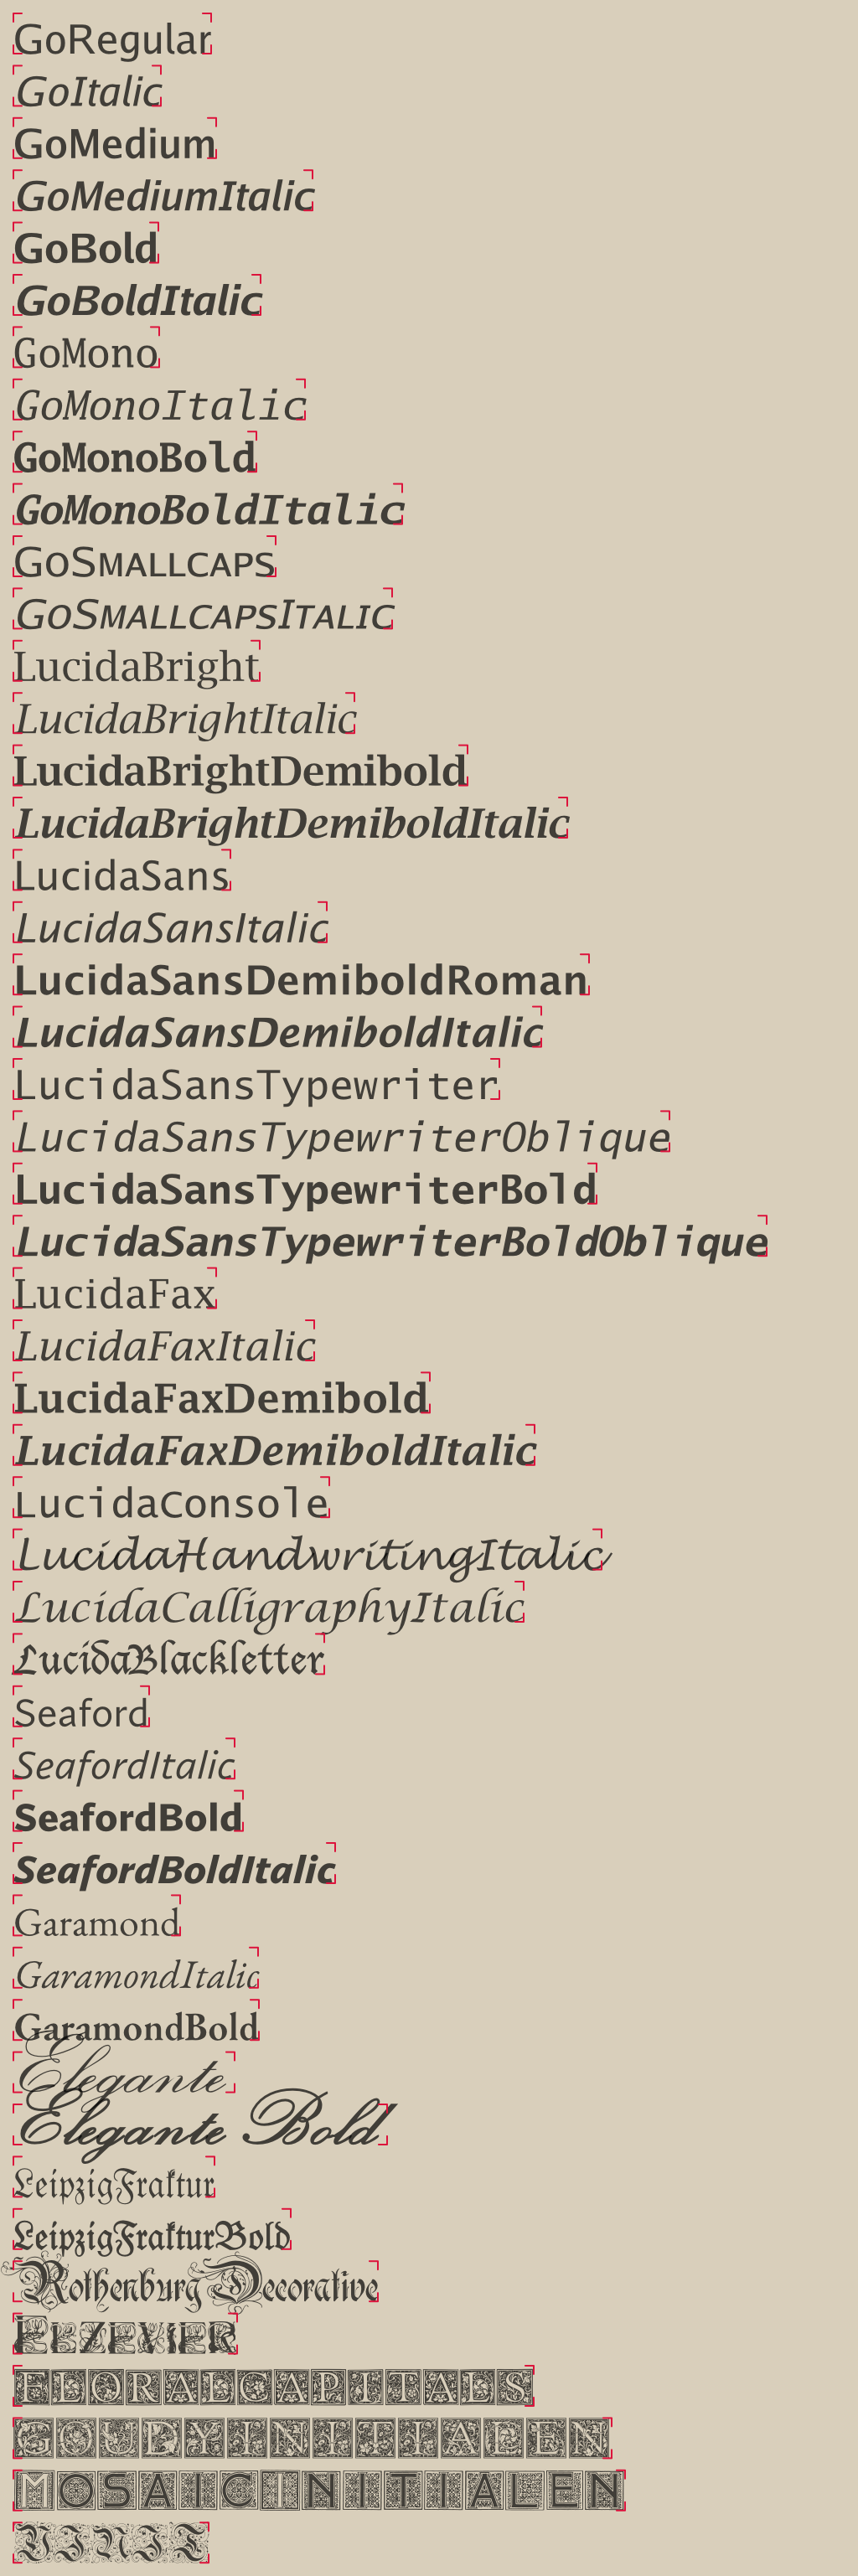 GoRegular
GoItalic
GoMedium
GoMediumItalic
GoBold
GoBoldItalic
GoMono
GoMonoItalic
GoMonoBold
GoMonoBoldItalic
GoSmallcaps
GoSmallcapsItalic
LucidaBright
LucidaBrightItalic
LucidaBrightDemibold
LucidaBrightDemiboldItalic
LucidaSans
LucidaSansItalic
LucidaSansDemiboldRoman
LucidaSansDemiboldItalic
LucidaSansTypewriter
LucidaSansTypewriterOblique
LucidaSansTypewriterBold
LucidaSansTypewriterBoldOblique
LucidaFax
LucidaFaxItalic
LucidaFaxDemibold
LucidaFaxDemiboldItalic
LucidaConsole
LucidaHandwritingItalic
LucidaCalligraphyItalic
LucidaBlackletter
Seaford
SeafordItalic
SeafordBold
SeafordBoldItalic
Garamond
GaramondItalic
GaramondBold
Elegante
Elegante Bold
LeipzigFraktur
LeipzigFrakturBold
RothenburgDecorative
ELZEVIER
FLORALCAPITALS
GOUDYINITIALEN
MOSAICINITIALEN
YINIT